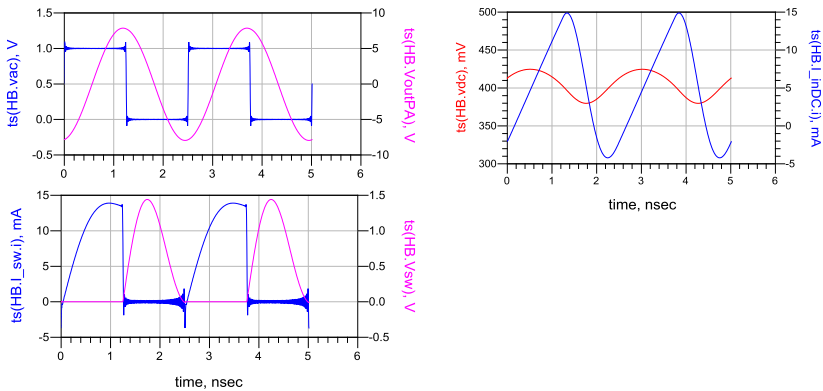 ts(HB.vac), V
1.5
1.0
0.5
0.0
-0.5
10
5
0
-5
-10
ts(HB.VoutPA), V
0 1 2 3 4 5 6
ts(HB.vdc), mV
500
450
400
350
300
15
10
5
0
-5
ts(HB.I_inDC.i), mA
0 1 2 3 4 5 6
time, nsec
ts(HB.I_sw.i), mA
15
10
5
0
-5
1.5
1.0
0.5
0.0
-0.5
ts(HB.Vsw), V
0 1 2 3 4 5 6
time, nsec